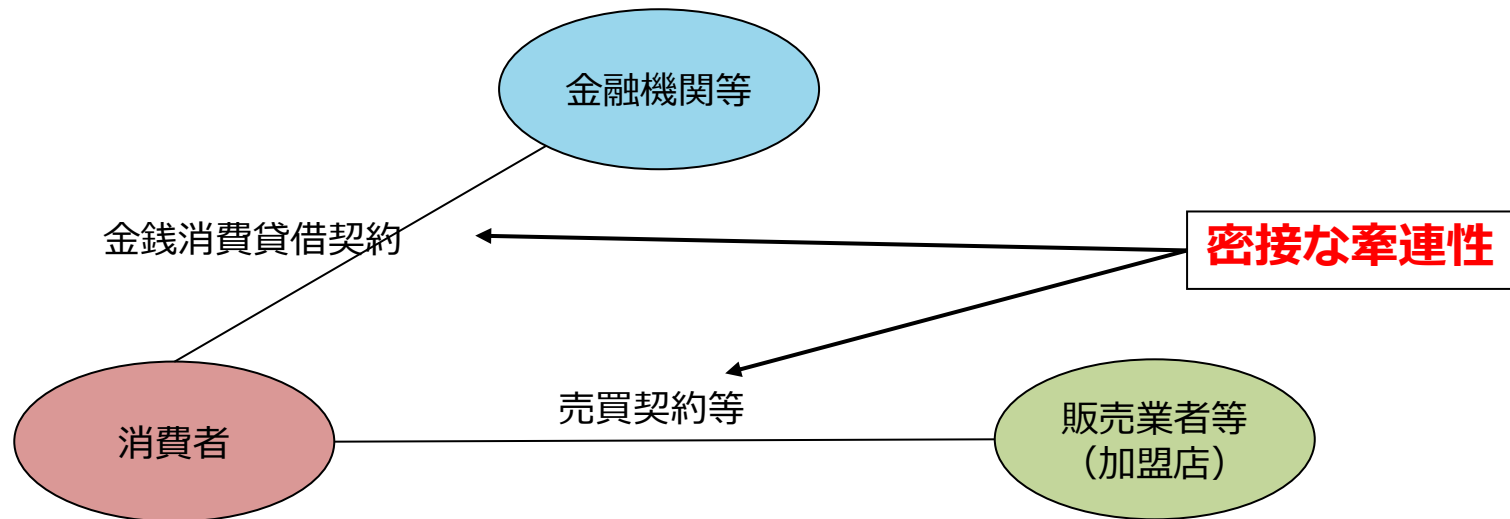 金融機関等
金銭消費貸借契約
密接な牽連性
売買契約等
消費者
販売業者等
（加盟店）